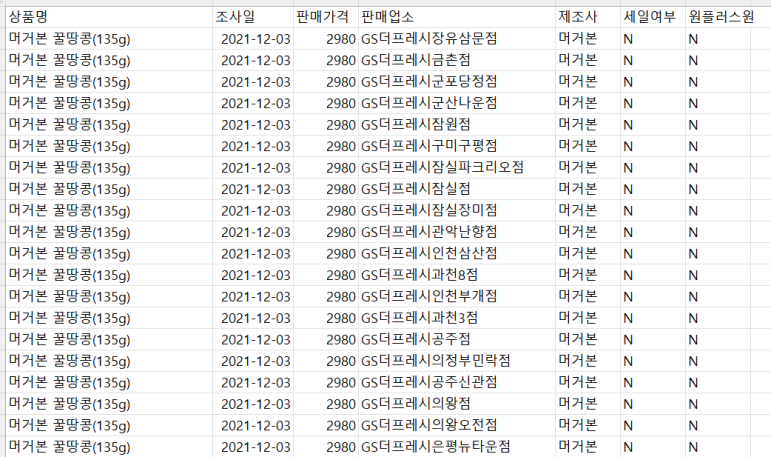 상품명 조사일 판매가격 판매업소 제조사 세일여부 원플러스원
머거본 꿀땅콩(135g) 2021-12-03 2980 GS더프레시장유삼문점 머거본 N N
머거본 꿀땅콩(135g) 2021-12-03 2980 GS더프레시금촌점 머거본 N N
머거본 꿀땅콩(135g) 2021-12-03 2980 GS더프레시군포당정점 머거본 N N
머거본 꿀땅콩(135g) 2021-12-03 2980 GS더프레시군산나운점 머거본 N N
머거본 꿀땅콩(135g) 2021-12-03 2980 GS더프레시잠원점 머거본 N N
머거본 꿀땅콩(135g) 2021-12-03 2980 GS더프레시구미구평점 머거본 N N
머거본 꿀땅콩(135g) 2021-12-03 2980 GS더프레시잠실파크리오점 머거본 N N
머거본 꿀땅콩(135g) 2021-12-03 2980 GS더프레시잠실점 머거본 N N
머거본 꿀땅콩(135g) 2021-12-03 2980 GS더프레시잠실장미점 머거본 N N
머거본 꿀땅콩(135g) 2021-12-03 2980 GS더프레시관악난향점 머거본 N N
머거본 꿀땅콩(135g) 2021-12-03 2980 GS더프레시인천삼산점 머거본 N N
머거본 꿀땅콩(135g) 2021-12-03 2980 GS더프레시과천8점 머거본 N N
머거본 꿀땅콩(135g) 2021-12-03 2980 GS더프레시인천부개점 머거본 N N
머거본 꿀땅콩(135g) 2021-12-03 2980 GS더프레시과천3점 머거본 N N
머거본 꿀땅콩(135g) 2021-12-03 2980 GS더프레시공주점 머거본 N N
머거본 꿀땅콩(135g) 2021-12-03 2980 GS더프레시의정부민락점 머거본 N N
머거본 꿀땅콩(135g) 2021-12-03 2980 GS더프레시공주신관점 머거본 N N
머거본 꿀땅콩(135g) 2021-12-03 2980 GS더프레시의왕점 머거본 N N
머거본 꿀땅콩(135g) 2021-12-03 2980 GS더프레시의왕오전점 머거본 N N
머거본 꿀땅콩(135g) 2021-12-03 2980 GS더프레시은평뉴타운점 머거본 N N